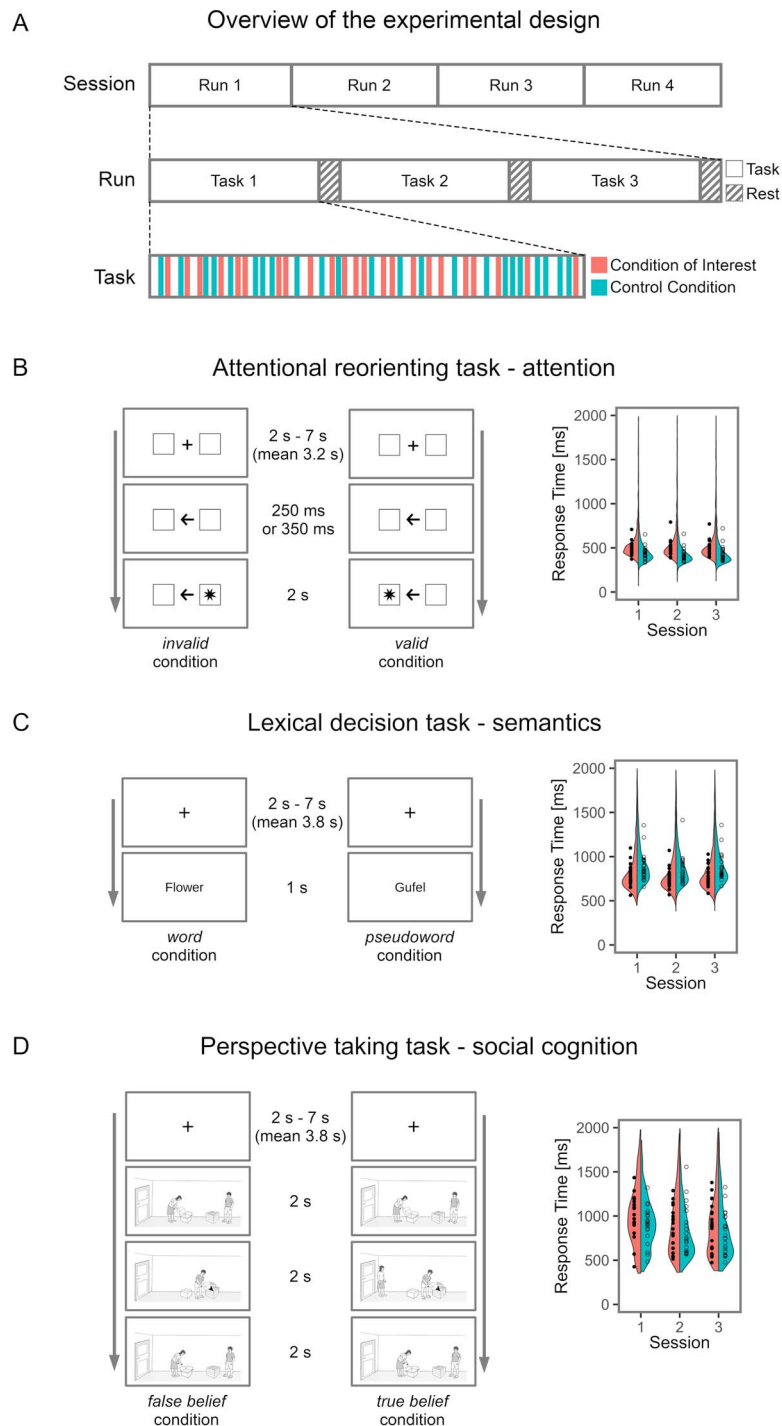 A
Overview of the experimental design
Session
Run 1
Run 2
Run 3
Run 4
Run
Task 1
Task 2
Task 3
Task
Rest
Task
Condition of Interest
Control Condition
B
Attentional reorienting task - attention
+
2 s - 7 s
(mean 3.2 s)
+
250 ms
or 350 ms
2 s
invalid
condition
valid
condition
Response Time [ms]
2000
1500
1000
500
0
1
2
3
Session
C
Lexical decision task - semantics
+
2 s - 7 s
(mean 3.8 s)
+
Flower
1 s
Gufel
word
condition
pseudoword
condition
Response Time [ms]
2000
1500
1000
500
0
1
2
3
Session
D
Perspective taking task - social cognition
+
2 s - 7 s
(mean 3.8 s)
+
2 s
2 s
2 s
false belief
condition
true belief
condition
Response Time [ms]
2000
1500
1000
500
0
1
2
3
Session